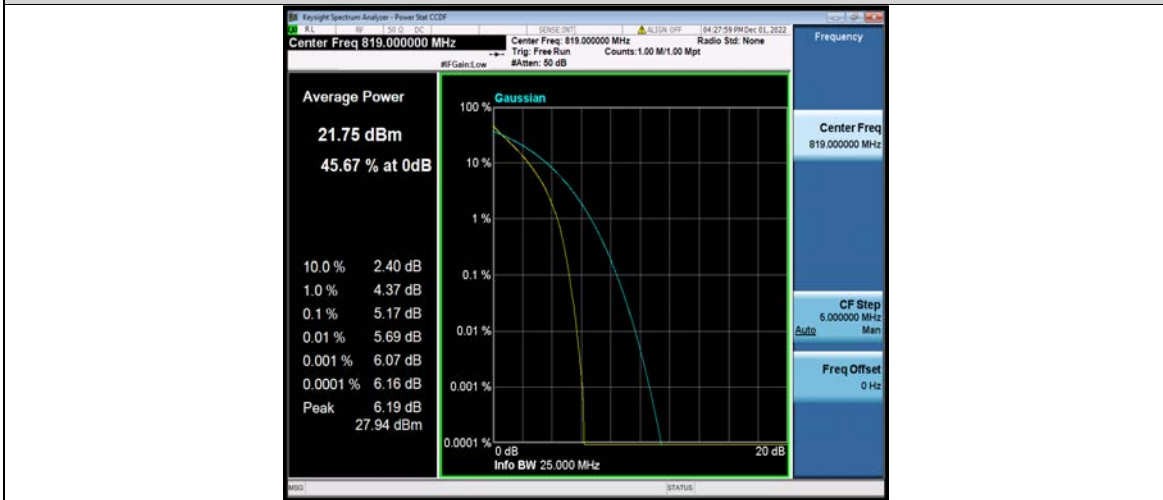 Keysight Spectrum Analyzer - Power Stat CCDF
RL RF 50 Ω DC SENSE:INT ALIGN OFF 04:27:59 PM Dec 01, 2022
Center Freq 819.000000 MHz
Center Freq: 819.000000 MHz
Radio Std: None
Trig: Free Run
Counts:1.00 M/1.00 Mpt
#IFGain:Low
#Atten: 50 dB
Frequency
Average Power
21.75 dBm
45.67 % at 0dB
10.0 % 2.40 dB
1.0 % 4.37 dB
0.1 % 5.17 dB
0.01 % 5.69 dB
0.001 % 6.07 dB
0.0001 % 6.16 dB
Peak 6.19 dB
27.94 dBm
Gaussian
100 %
10 %
1 %
0.1 %
0.01 %
0.001 %
0.0001 %
0 dB
20 dB
Info BW 25.000 MHz
Center Freq
819.000000 MHz
CF Step
5.000000 MHz
Auto Man
Freq Offset
0 Hz
MSG
STATUS